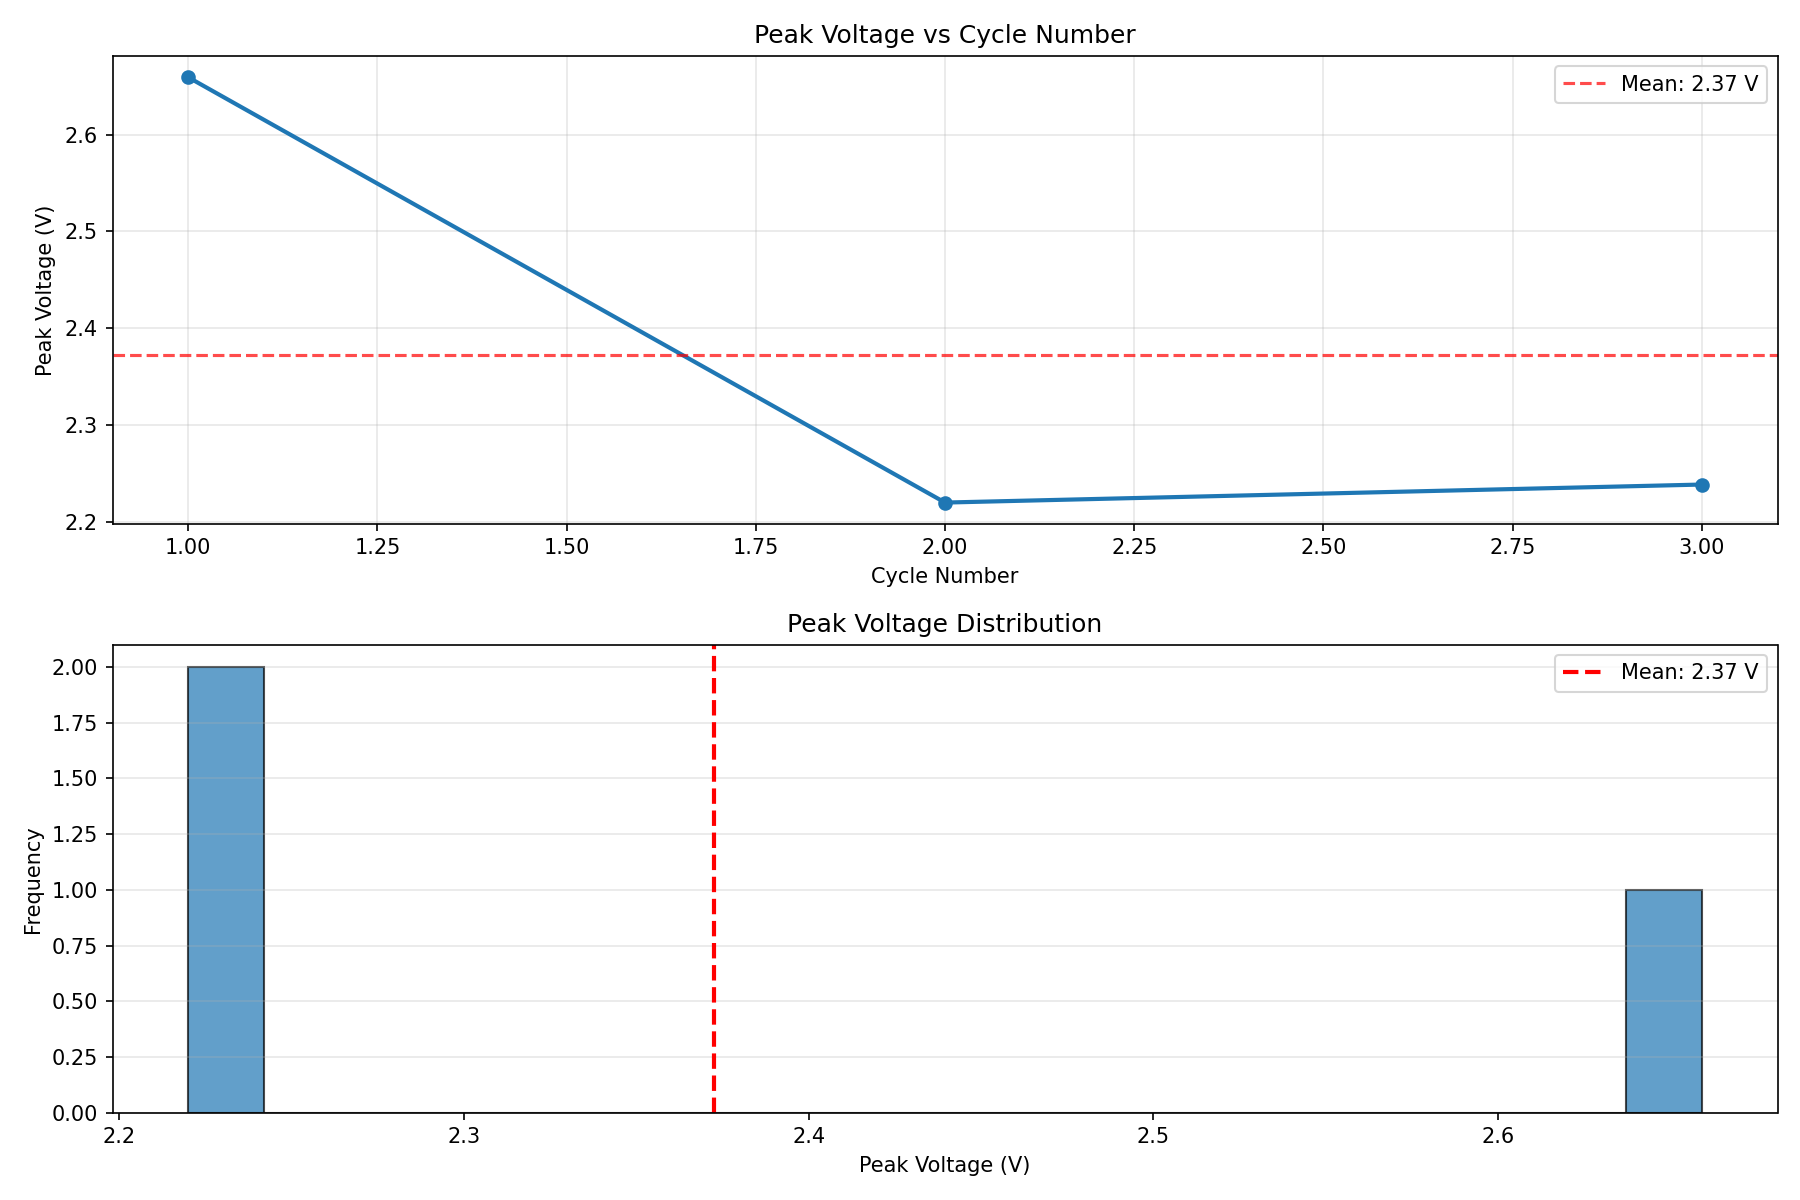 Peak Voltage vs Cycle Number
Mean: 2.37 V
Peak Voltage (V)
2.6
2.5
2.4
2.3
2.2
1.00 1.25 1.50 1.75 2.00 2.25 2.50 2.75 3.00
Cycle Number
Peak Voltage Distribution
Mean: 2.37 V
Frequency
2.00
1.75
1.50
1.25
1.00
0.75
0.50
0.25
0.00
2.2 2.3 2.4 2.5 2.6
Peak Voltage (V)